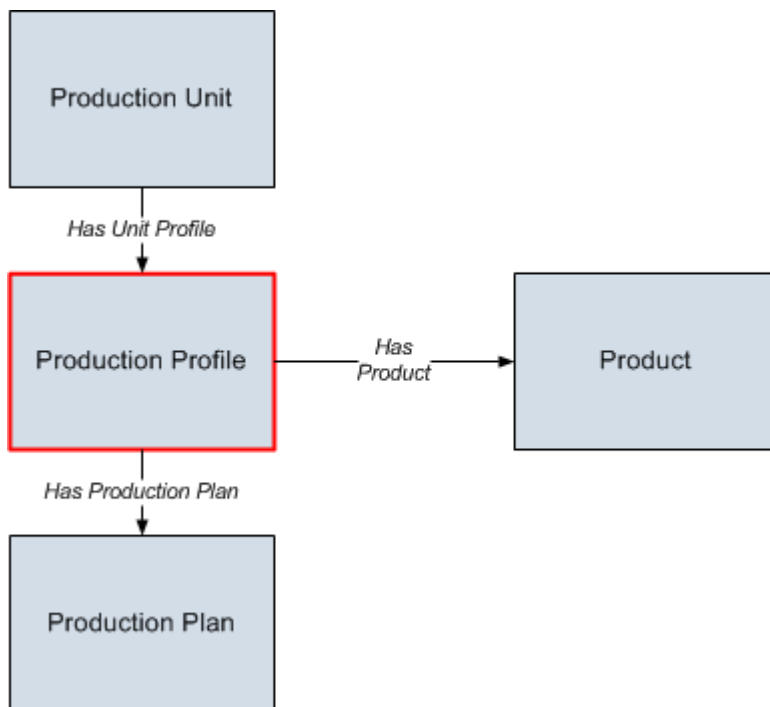 Production Unit
Has Unit Profile
Production Profile
Has
Product
Product
Has Production Plan
Production Plan